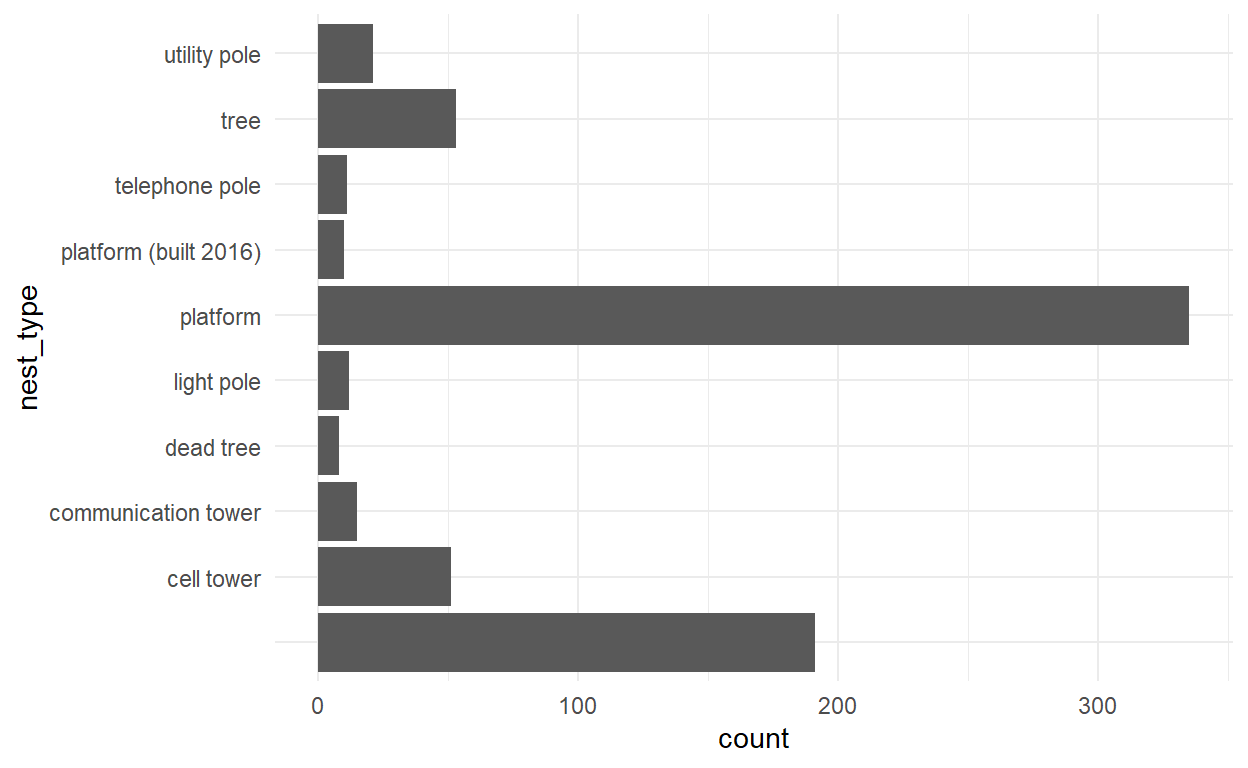 utility pole
tree
telephone pole
platform (built 2016)
platform
light pole
dead tree
communication tower
cell tower
nest_type
0 100 200 300
count